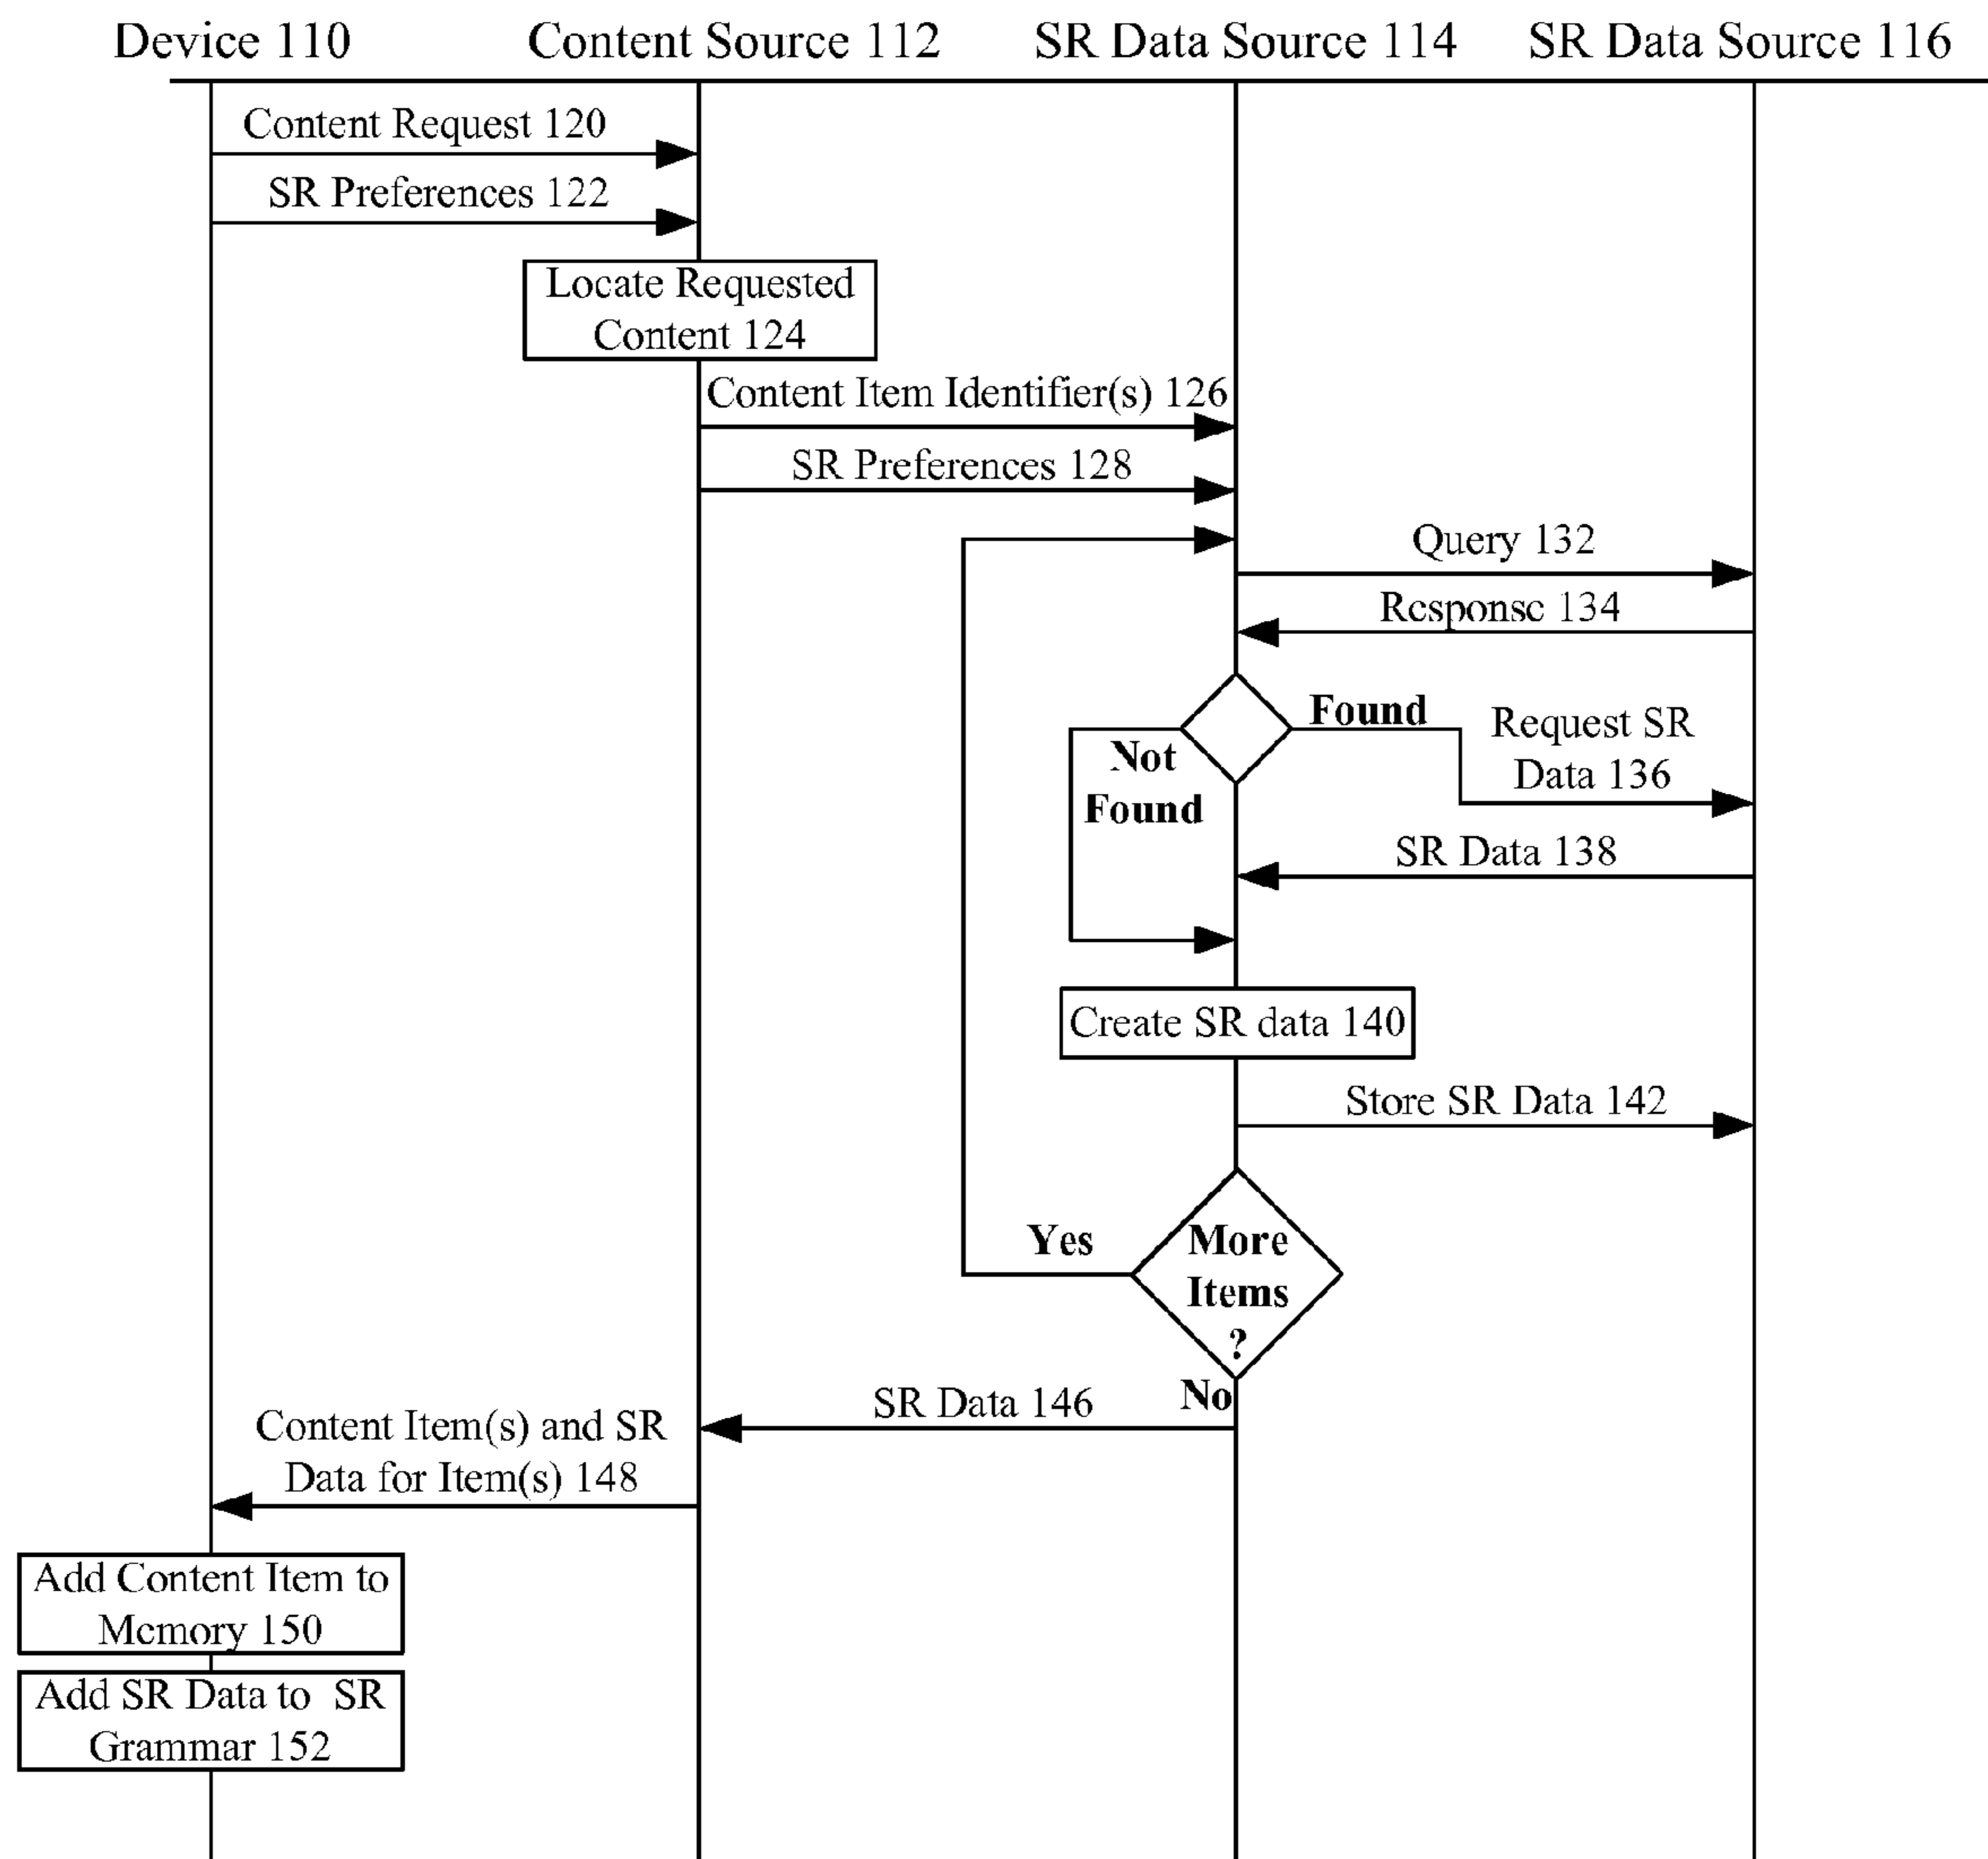 Device 110
Content Source 112
SR Data Source 114
SR Data Source 116
Content Request 120
SR Preferences 122
Locate Requested
Content 124
Content Item Identifier(s) 126
SR Preferences 128
Query 132
Response 134
Found
Not
Found
Request SR
Data 136
SR Data 138
Create SR data 140
Store SR Data 142
More
Items
?
Yes
No
SR Data 146
Content Item(s) and SR
Data for Item(s) 148
Add Content Item to
Memory 150
Add SR Data to SR
Grammar 152